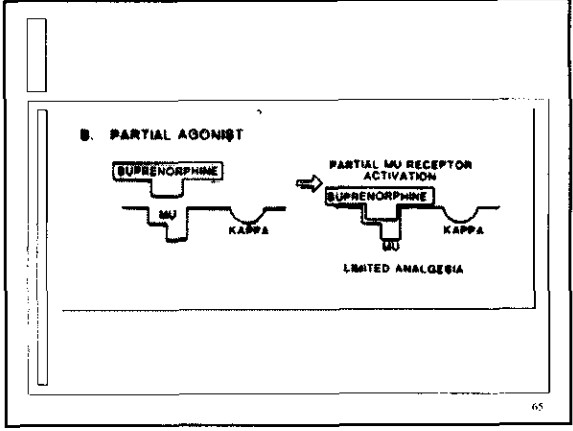 B. PARTIAL AGONIST
BUPRENORPHINE
MU
KAPPA
PARTIAL MU RECEPTOR
ACTIVATION
BUPRENORPHINE
MU
KAPPA
LIMITED ANALGESIA
65